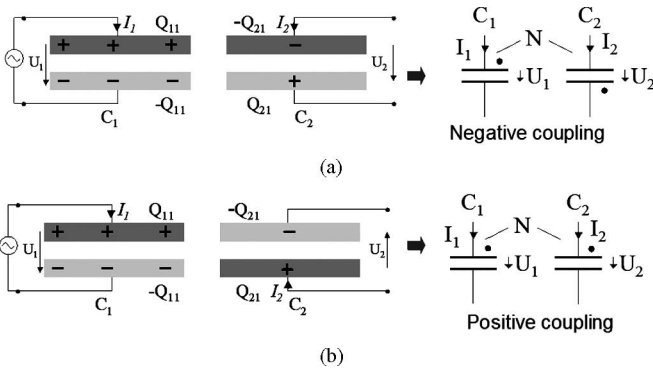 I₁ Q₁₁ -Q₂₁ I₂ C₁ C₂
+ + + − I₁ N I₂
U₁ U₂ U₁ U₂
− − − +
-Q₁₁ Q₂₁
C₁ C₂
Negative coupling
(a)
I₁ Q₁₁ -Q₂₁ C₁ C₂
+ + + − I₁ N I₂
U₁ U₂ U₁ U₂
− − − +
C₁ -Q₁₁ Q₂₁ I₂ C₂
Positive coupling
(b)